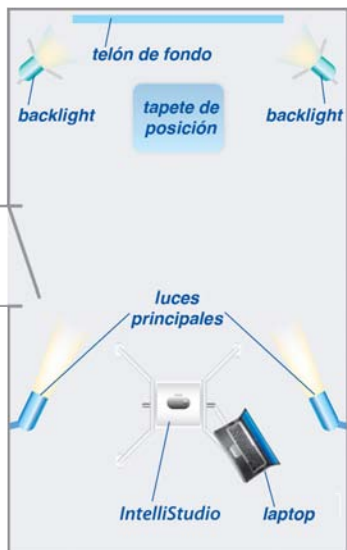 telón de fondo
backlight
tapete de
posición
backlight
luces
principales
IntelliStudio
laptop